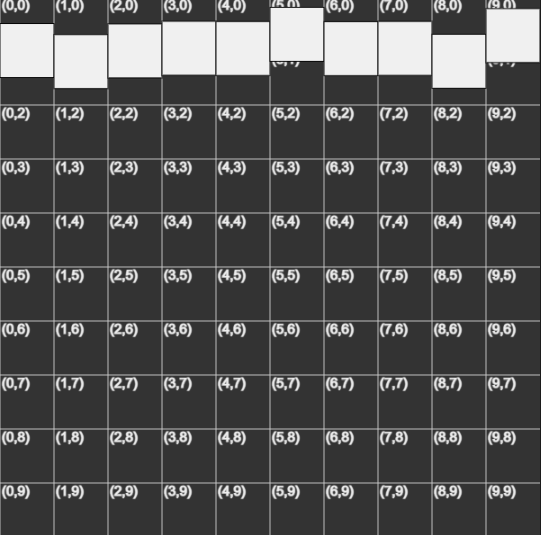 (0,0) (1,0) (2,0) (3,0) (4,0) (5,0) (6,0) (7,0) (8,0) (9,0)
(0,2) (1,2) (2,2) (3,2) (4,2) (5,2) (6,2) (7,2) (8,2) (9,2)
(0,3) (1,3) (2,3) (3,3) (4,3) (5,3) (6,3) (7,3) (8,3) (9,3)
(0,4) (1,4) (2,4) (3,4) (4,4) (5,4) (6,4) (7,4) (8,4) (9,4)
(0,5) (1,5) (2,5) (3,5) (4,5) (5,5) (6,5) (7,5) (8,5) (9,5)
(0,6) (1,6) (2,6) (3,6) (4,6) (5,6) (6,6) (7,6) (8,6) (9,6)
(0,7) (1,7) (2,7) (3,7) (4,7) (5,7) (6,7) (7,7) (8,7) (9,7)
(0,8) (1,8) (2,8) (3,8) (4,8) (5,8) (6,8) (7,8) (8,8) (9,8)
(0,9) (1,9) (2,9) (3,9) (4,9) (5,9) (6,9) (7,9) (8,9) (9,9)